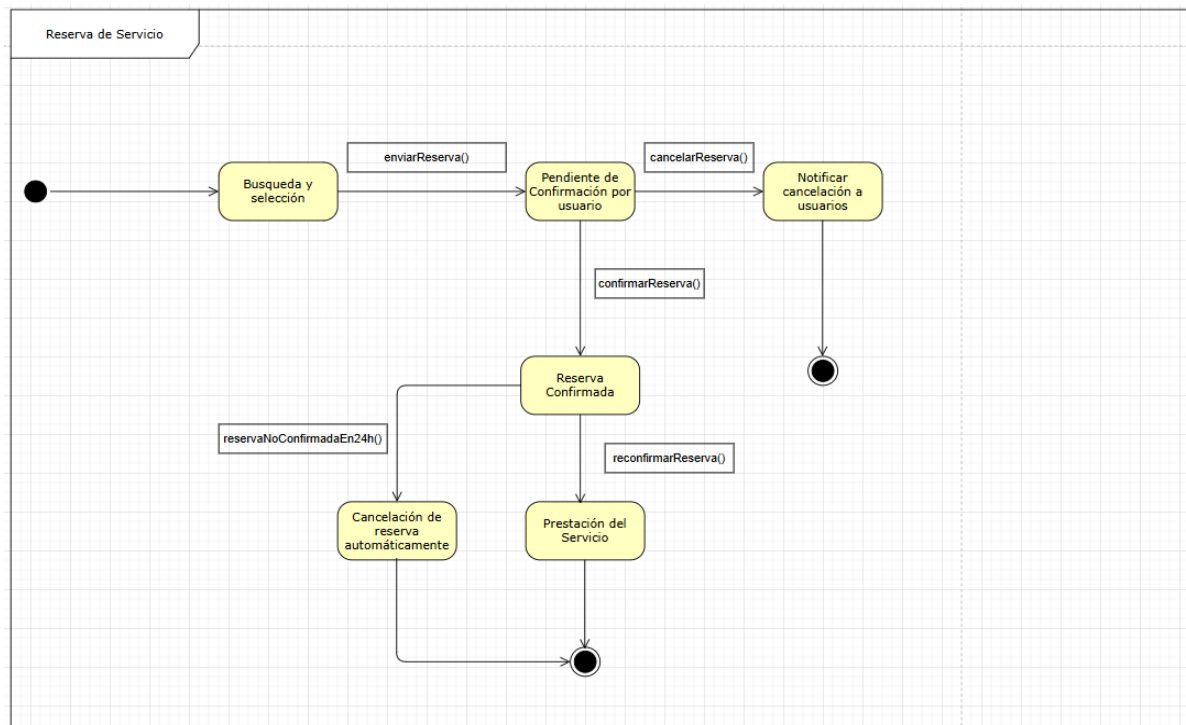 Reserva de Servicio
enviarReserva()
cancelarReserva()
Busqueda y
selección
Pendiente de
Confirmación por
usuario
Notificar
cancelación a
usuarios
confirmarReserva()
Reserva
Confirmada
reservaNoConfirmadaEn24h()
reconfirmarReserva()
Cancelación de
reserva
automáticamente
Prestación del
Servicio